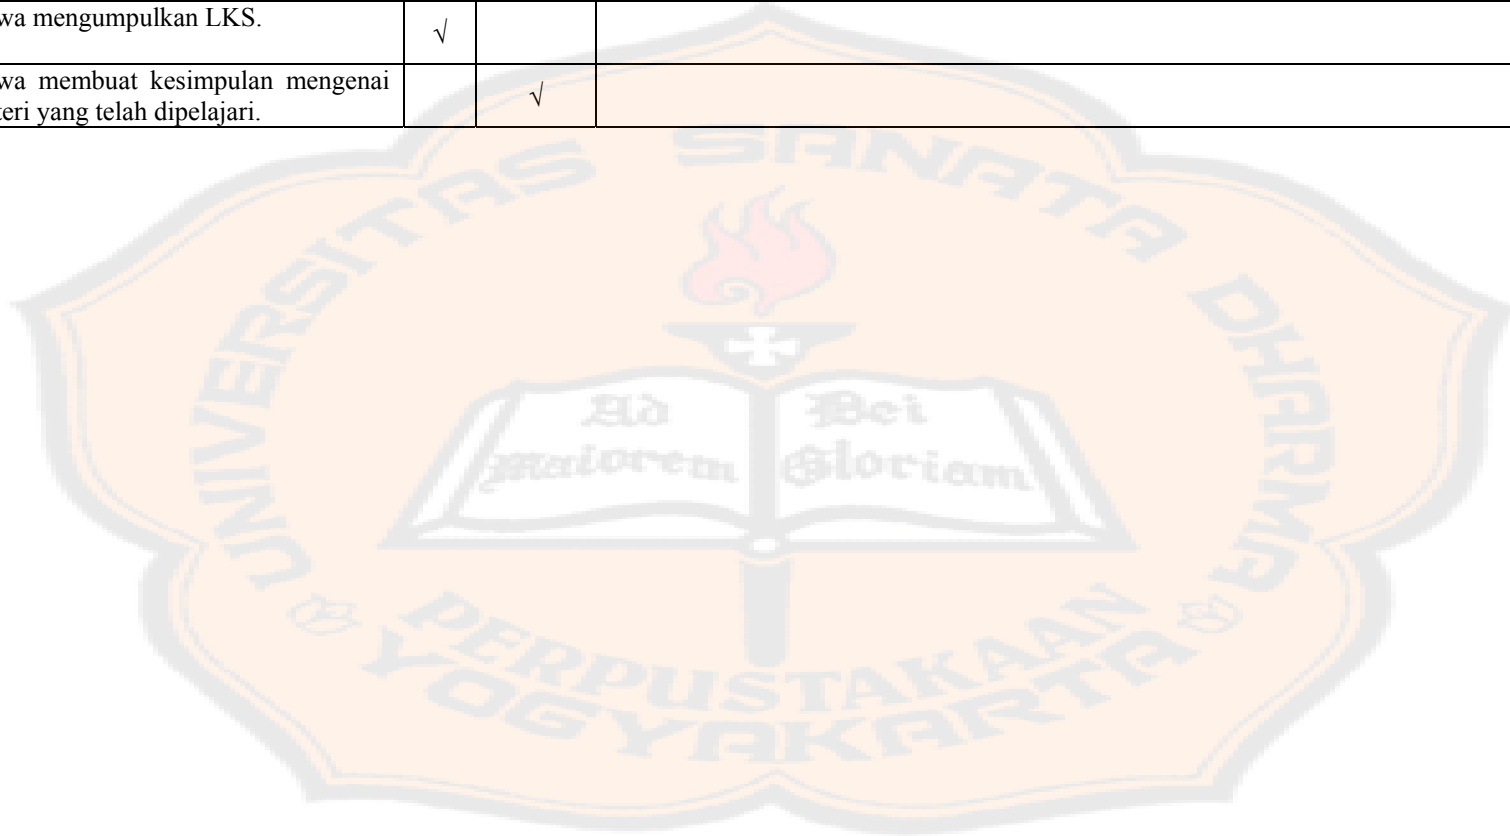 wa mengumpulkan LKS.
√
wa membuat kesimpulan mengenai
teri yang telah dipelajari.
√
UNIVERSITAS SANATA DHARMA
Ad Maiorem
Dei Gloriam
PERPUSTAKAAN
YOGYAKARTA